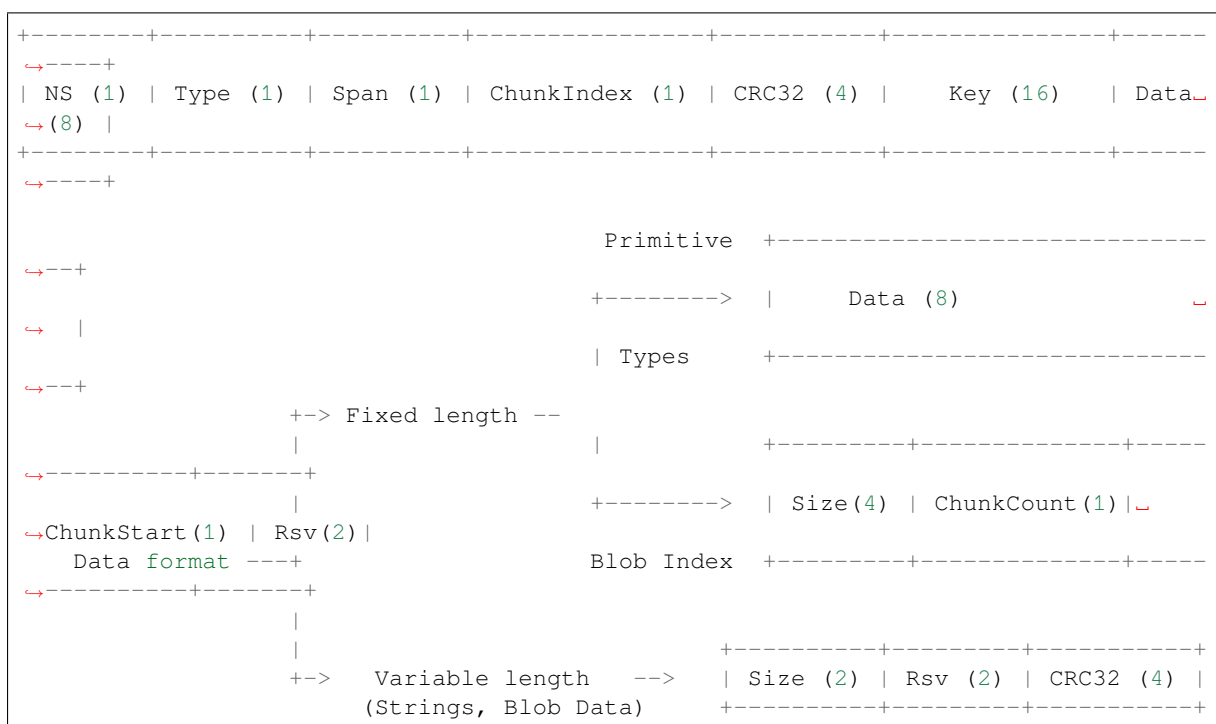 +--------+----------+----------+---------------+-----------+--------------+------
↪----+
| NS (1) | Type (1) | Span (1) | ChunkIndex (1) | CRC32 (4) |    Key (16)   | Data␣
↪(8) |
+--------+----------+----------+---------------+-----------+--------------+------
↪----+
Primitive  +-----------------------------
↪--+
+-------->  |     Data (8)                ␣
↪  |
| Types     +-----------------------------
↪--+
+-> Fixed length --
|                    |           +---------+--------------+-----
↪----------+-------+
|                    +-------->  | Size(4) | ChunkCount(1)|␣
↪ChunkStart(1) | Rsv(2)|
Data format ---+                   Blob Index  +---------+--------------+-----
↪----------+-------+
|
|                             +----------+---------+-----------+
+->   Variable length   -->   | Size (2) | Rsv (2) | CRC32 (4) |
(Strings, Blob Data)     +----------+---------+-----------+